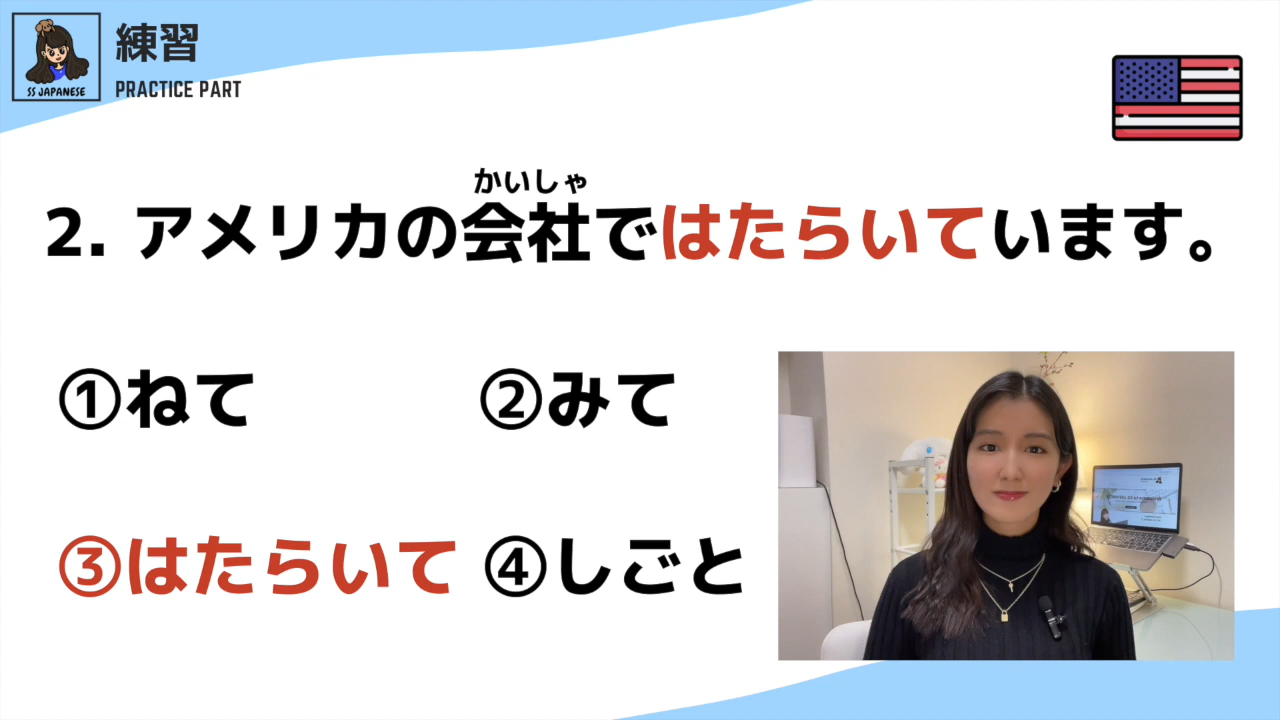 練習
PRACTICE PART
SS JAPANESE
かいしゃ
2. アメリカの会社ではたらいています。
①ねて
②みて
③はたらいて
④しごと